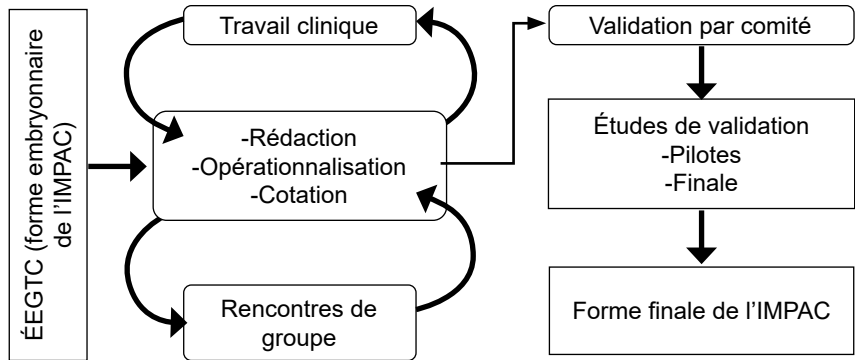 ÉEGTC (forme embryonnaire
de l'IMPAC)
Travail clinique
-Rédaction
-Opérationnalisation
-Cotation
Rencontres de
groupe
Validation par comité
Études de validation
-Pilotes
-Finale
Forme finale de l'IMPAC